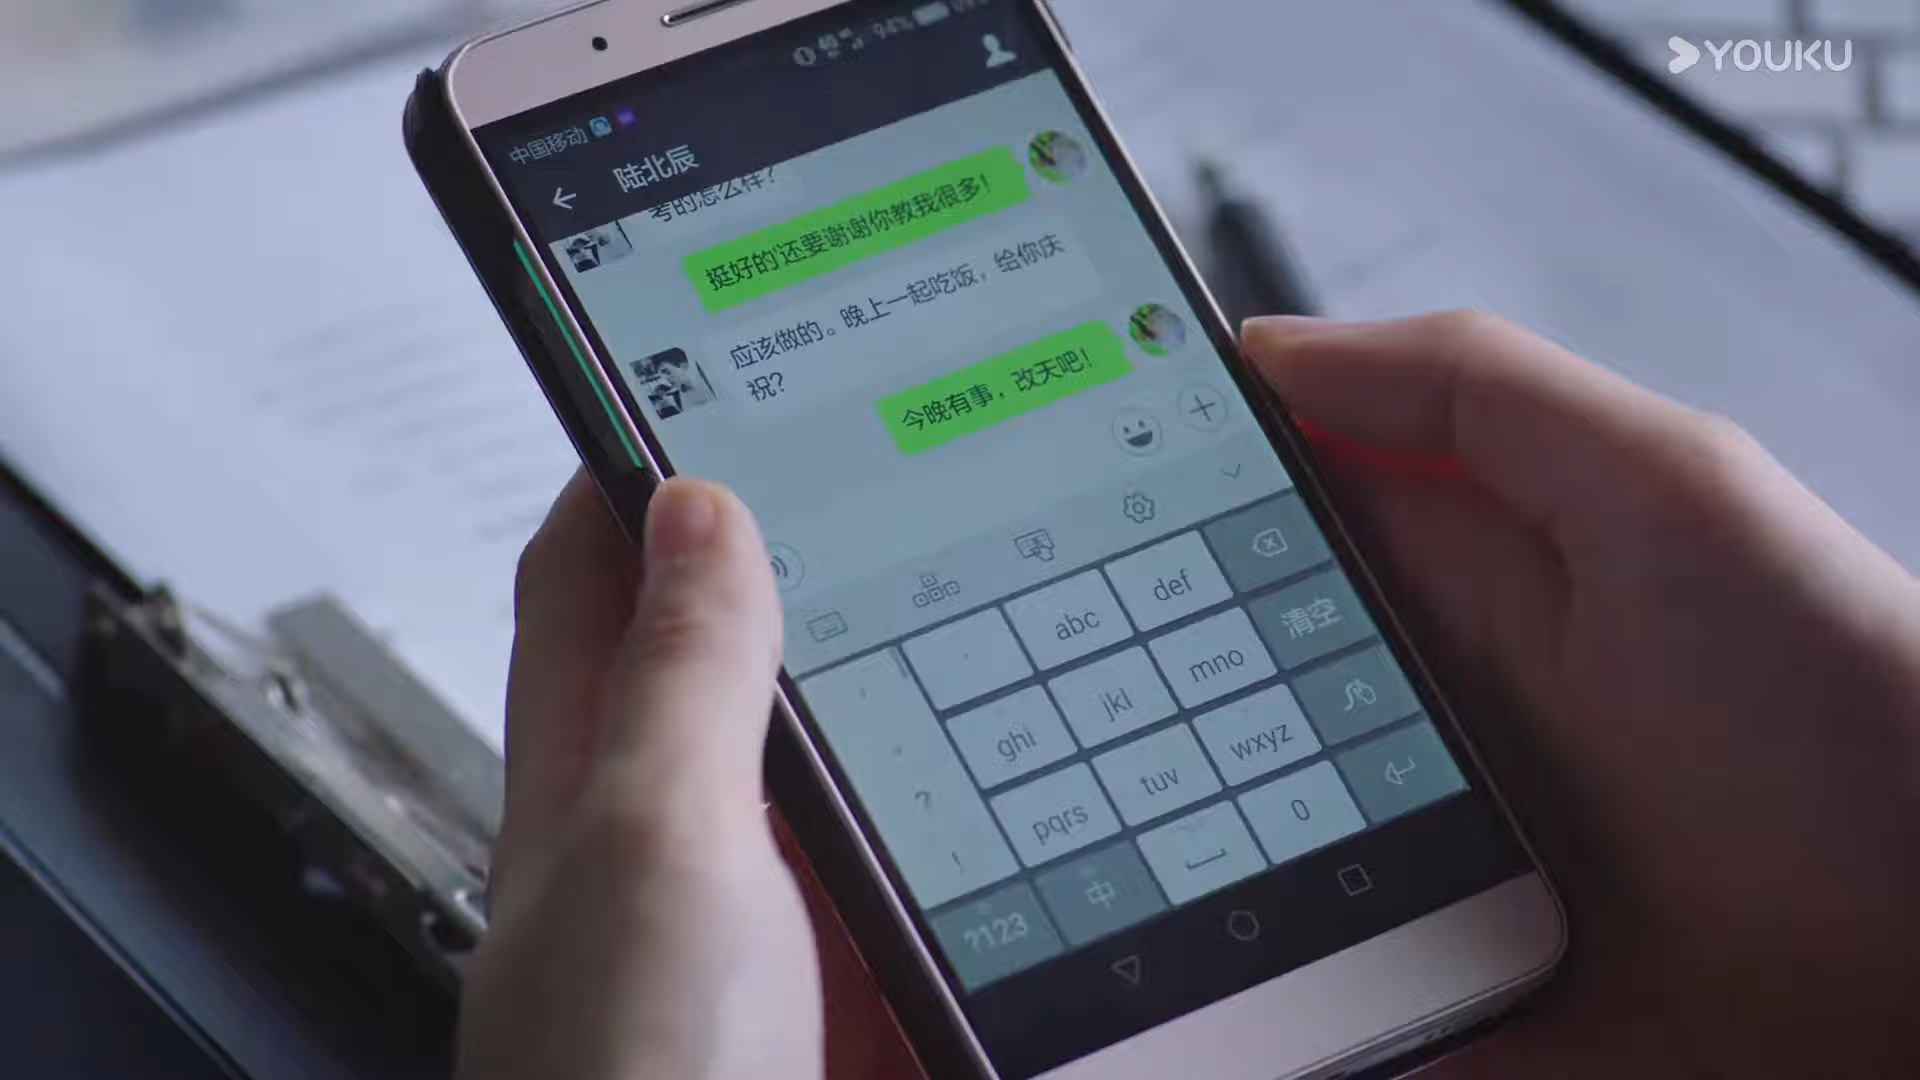 YOUKU
4G 94%
中国移动
陆北辰
考的怎么样？
挺好的 还要谢谢你教我很多！
应该做的。晚上一起吃饭，给你庆
祝？
今晚有事，改天吧！
abc
def
清空
ghi
jkl
mno
?
pqrs
tuv
wxyz
!
?123
中
0